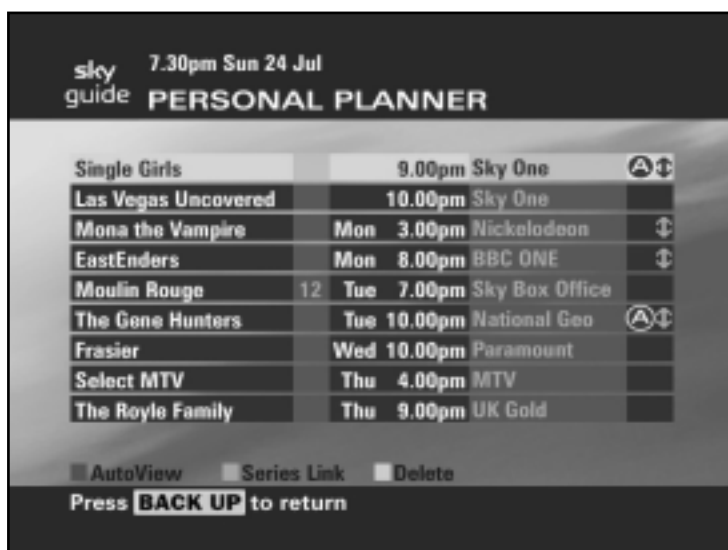 sky guide 7.30pm Sun 24 Jul
PERSONAL PLANNER
Single Girls 9.00pm Sky One A
Las Vegas Uncovered 10.00pm Sky One
Mona the Vampire Mon 3.00pm Nickelodeon
EastEnders Mon 8.00pm BBC ONE
Moulin Rouge 12 Tue 7.00pm Sky Box Office
The Gene Hunters Tue 10.00pm National Geo A
Frasier Wed 10.00pm Paramount
Select MTV Thu 4.00pm MTV
The Royle Family Thu 9.00pm UK Gold
AutoView Series Link Delete
Press BACK UP to return